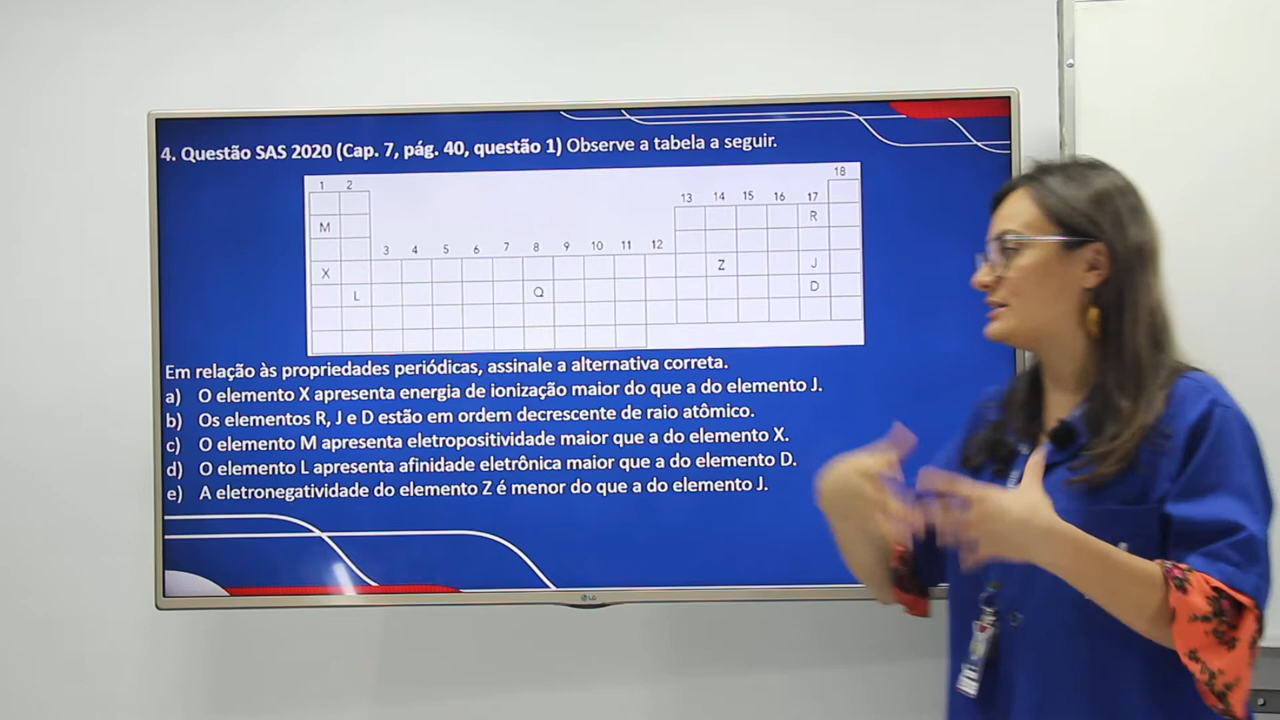 4. Questão SAS 2020 (Cap. 7, pág. 40, questão 1) Observe a tabela a seguir.
18
1 2
13 14 15 16 17
R
M
3 4 5 6 7 8 9 10 11 12
X Z J
L Q D
Em relação às propriedades periódicas, assinale a alternativa correta.
a) O elemento X apresenta energia de ionização maior do que a do elemento J.
b) Os elementos R, J e D estão em ordem decrescente de raio atômico.
c) O elemento M apresenta eletropositividade maior que a do elemento X.
d) O elemento L apresenta afinidade eletrônica maior que a do elemento D.
e) A eletronegatividade do elemento Z é menor do que a do elemento J.
LG